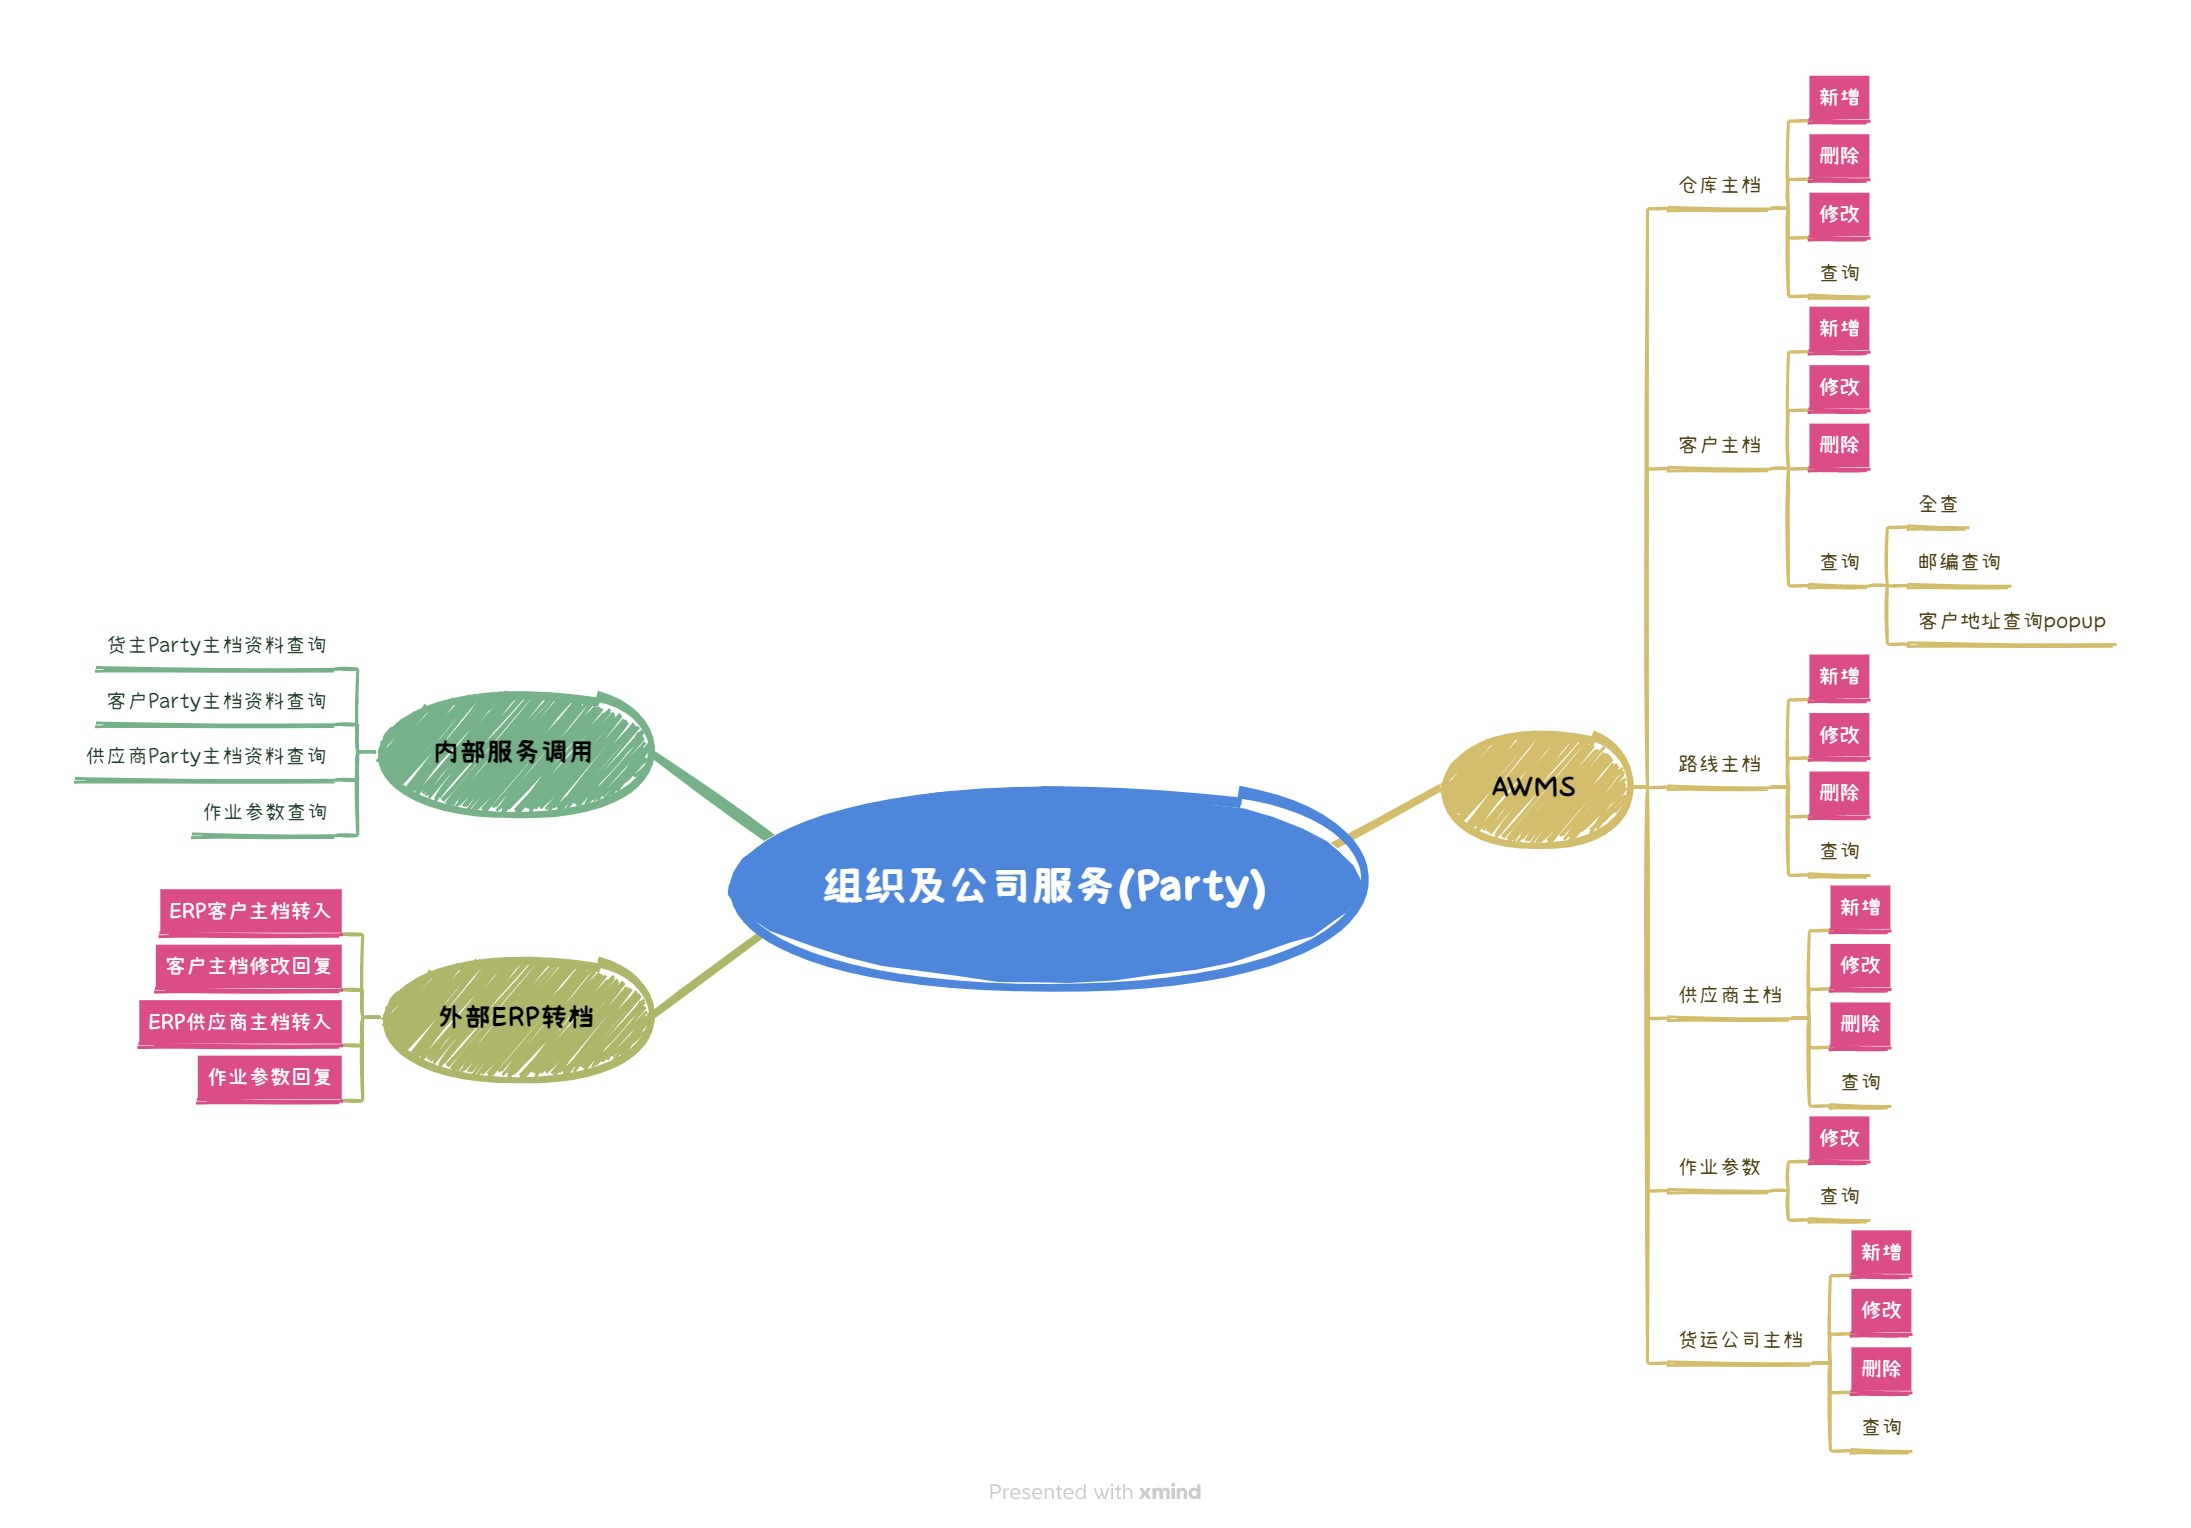 组织及公司服务(Party)
AWMS
仓库主档
新增
删除
修改
查询
客户主档
新增
修改
删除
查询
全查
邮编查询
客户地址查询popup
路线主档
新增
修改
删除
查询
供应商主档
新增
修改
删除
查询
作业参数
修改
查询
货运公司主档
新增
修改
删除
查询
内部服务调用
货主Party主档资料查询
客户Party主档资料查询
供应商Party主档资料查询
作业参数查询
外部ERP转档
ERP客户主档转入
客户主档修改回复
ERP供应商主档转入
作业参数回复
Presented with xmind